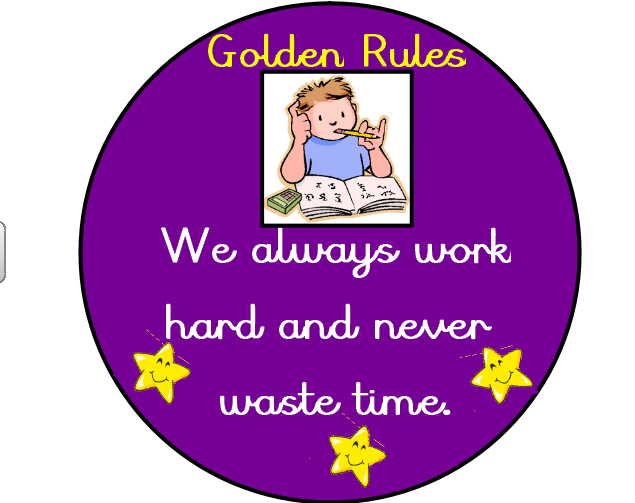 Golden Rules
We always work
hard and never
waste time.